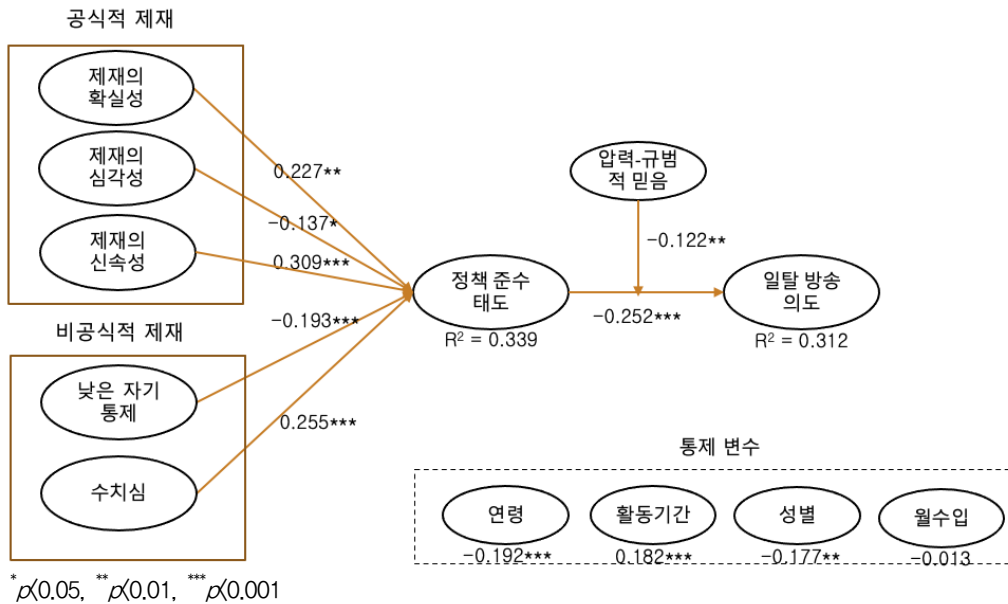 공식적 제재
제재의
확실성
제재의
심각성
제재의
신속성
0.227**
-0.137*
0.309***
압력-규범
적 믿음
-0.122**
정책 준수
태도
R² = 0.339
-0.252***
일탈 방송
의도
R² = 0.312
비공식적 제재
낮은 자기
통제
수치심
-0.193***
0.255***
통제 변수
연령
활동기간
성별
월수입
-0.192***
0.182***
-0.177**
-0.013
*p<0.05, **p<0.01, ***p<0.001